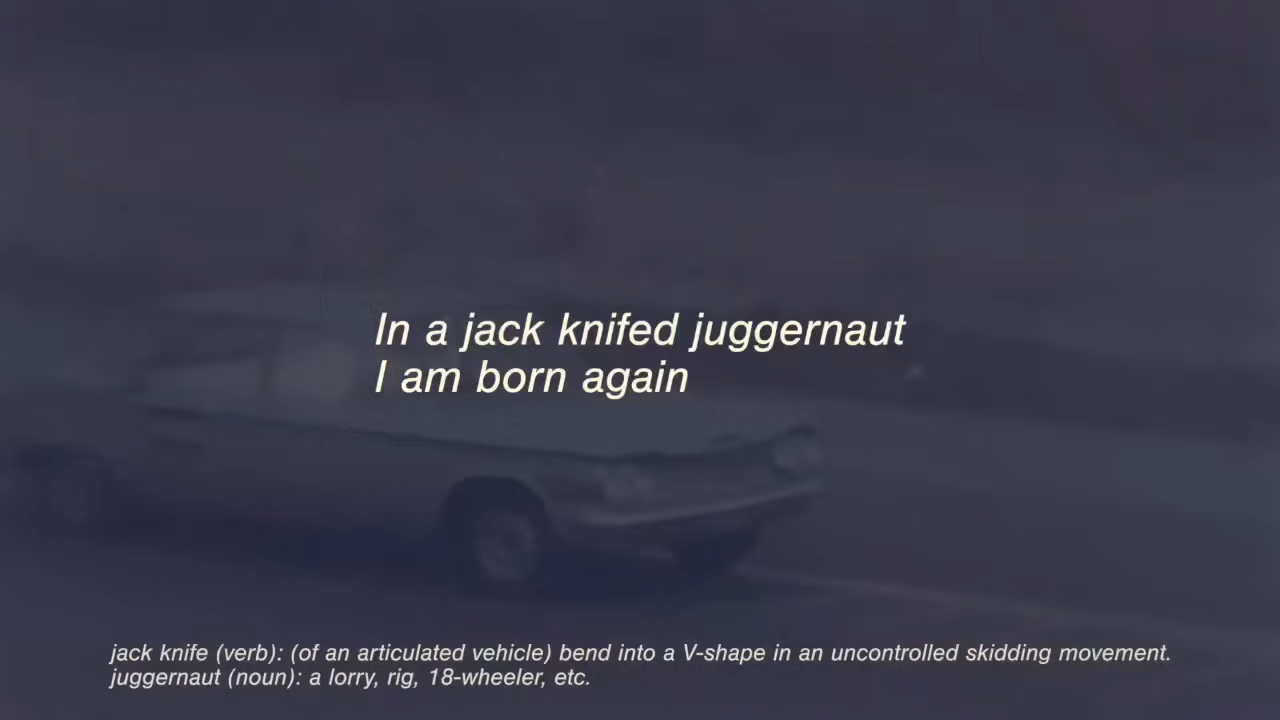 In a jack knifed juggernaut
I am born again
jack knife (verb): (of an articulated vehicle) bend into a V-shape in an uncontrolled skidding movement.
juggernaut (noun): a lorry, rig, 18-wheeler, etc.